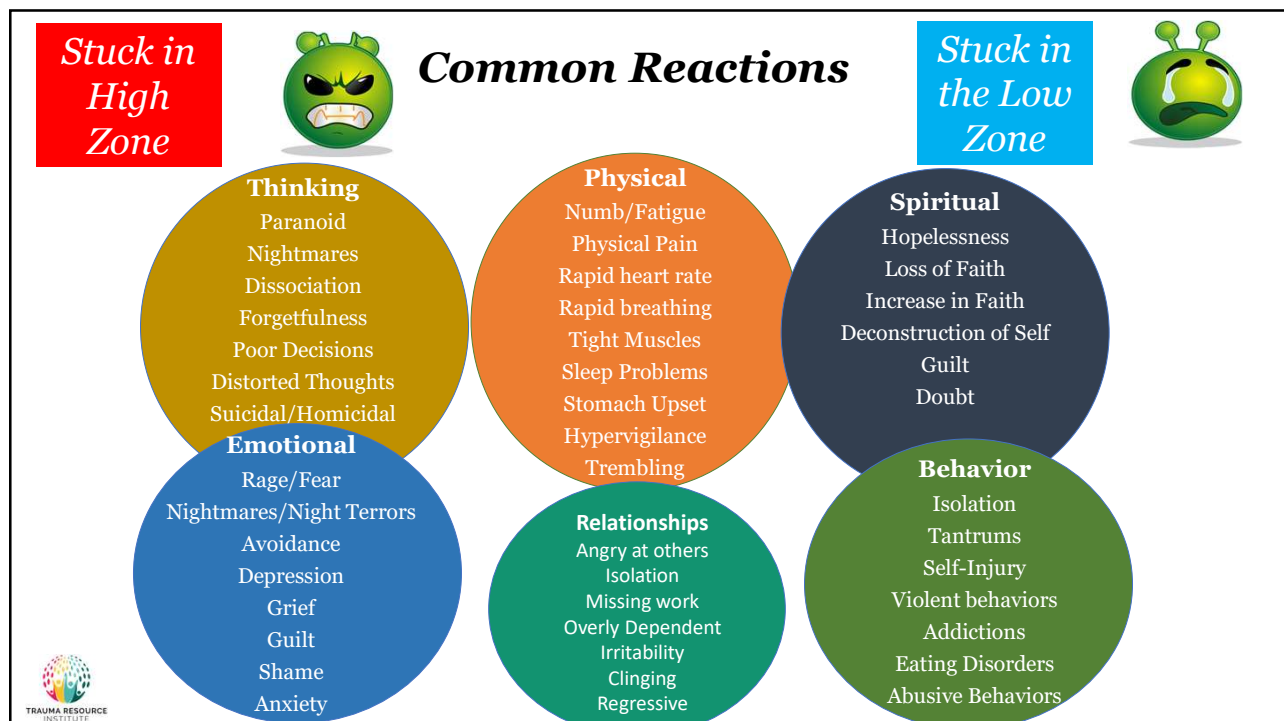 Stuck in
High
Zone
Common Reactions
Stuck in
the Low
Zone
Thinking
Paranoid
Nightmares
Dissociation
Forgetfulness
Poor Decisions
Distorted Thoughts
Suicidal/Homicidal
Physical
Numb/Fatigue
Physical Pain
Rapid heart rate
Rapid breathing
Tight Muscles
Sleep Problems
Stomach Upset
Hypervigilance
Trembling
Spiritual
Hopelessness
Loss of Faith
Increase in Faith
Deconstruction of Self
Guilt
Doubt
Emotional
Rage/Fear
Nightmares/Night Terrors
Avoidance
Depression
Grief
Guilt
Shame
Anxiety
Relationships
Angry at others
Isolation
Missing work
Overly Dependent
Irritability
Clinging
Regressive
Behavior
Isolation
Tantrums
Self-Injury
Violent behaviors
Addictions
Eating Disorders
Abusive Behaviors
TRAUMA RESOURCE
INSTITUTE